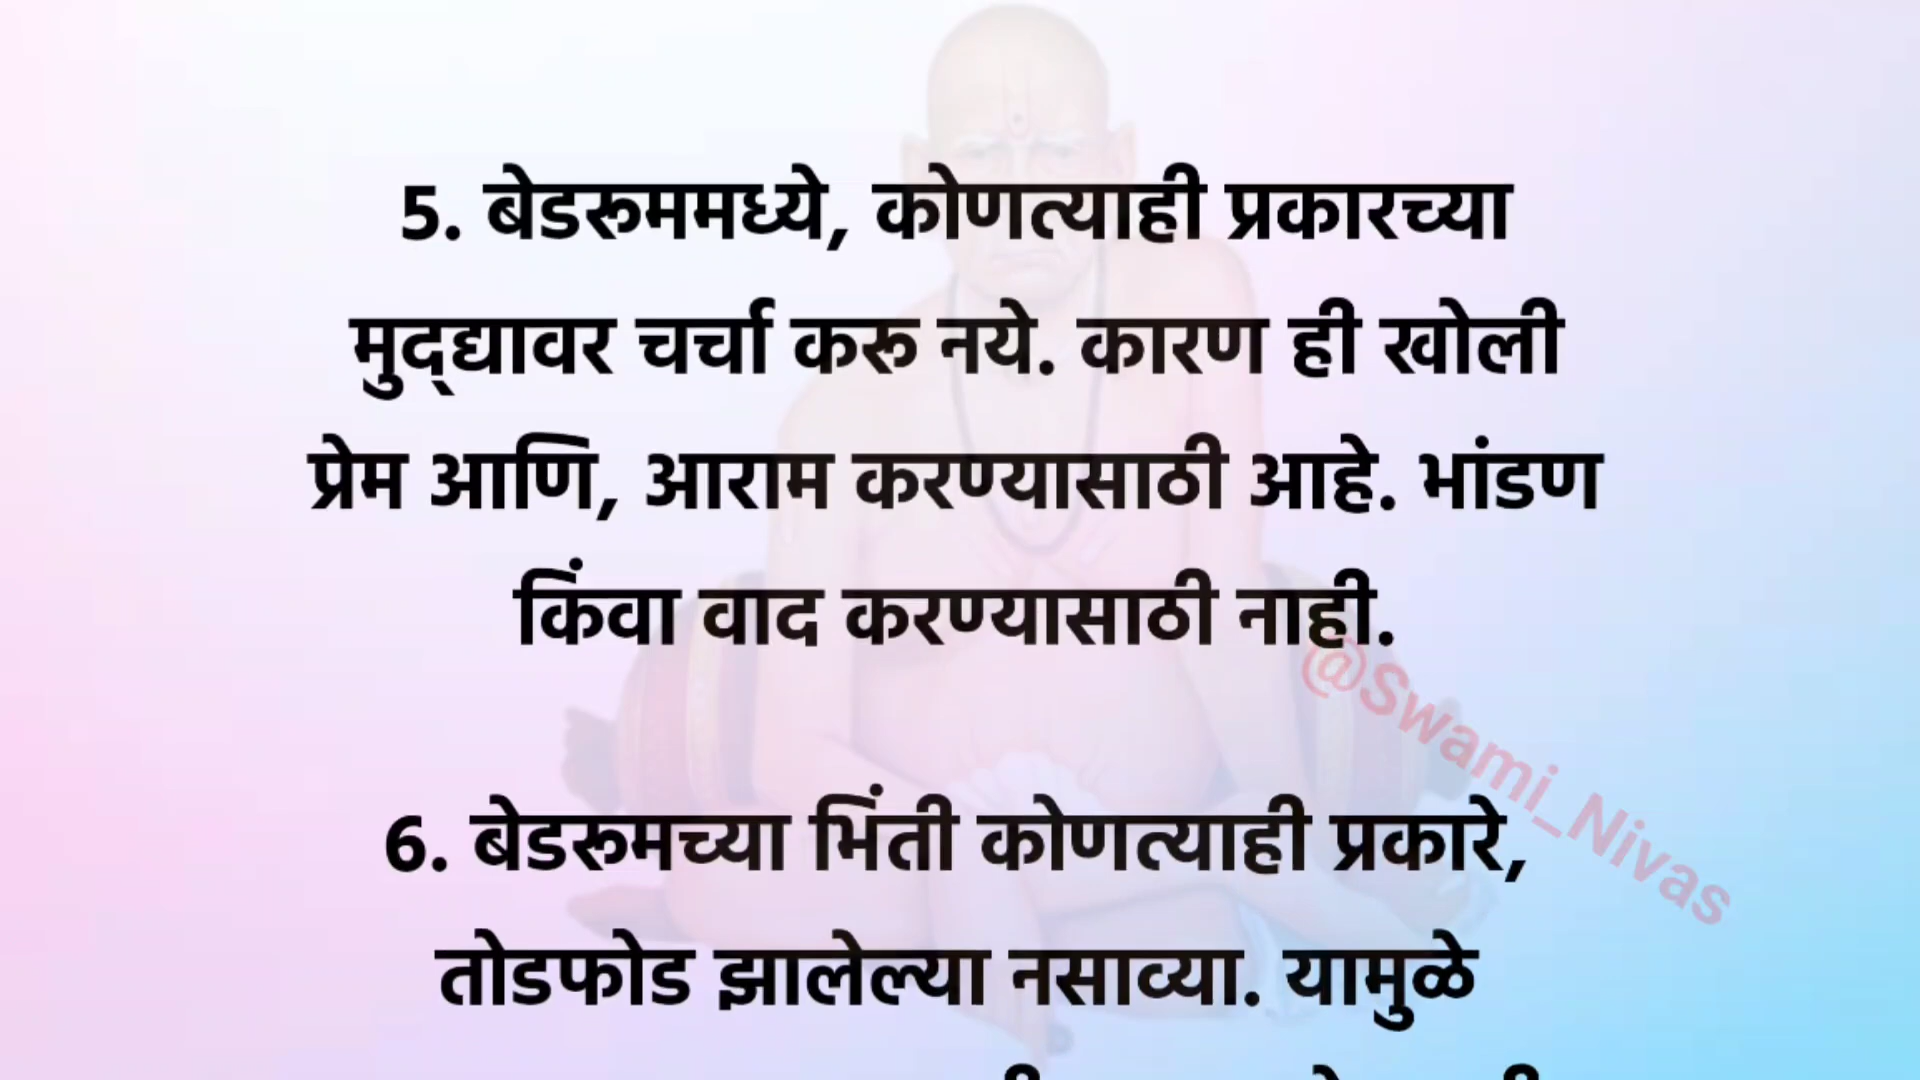 5. बेडरूममध्ये, कोणत्याही प्रकारच्या
मुद्द्यावर चर्चा करू नये. कारण ही खोली
प्रेम आणि, आराम करण्यासाठी आहे. भांडण
किंवा वाद करण्यासाठी नाही.
@Swami_Nivas
6. बेडरूमच्या भिंती कोणत्याही प्रकारे,
तोडफोड झालेल्या नसाव्या. यामुळे